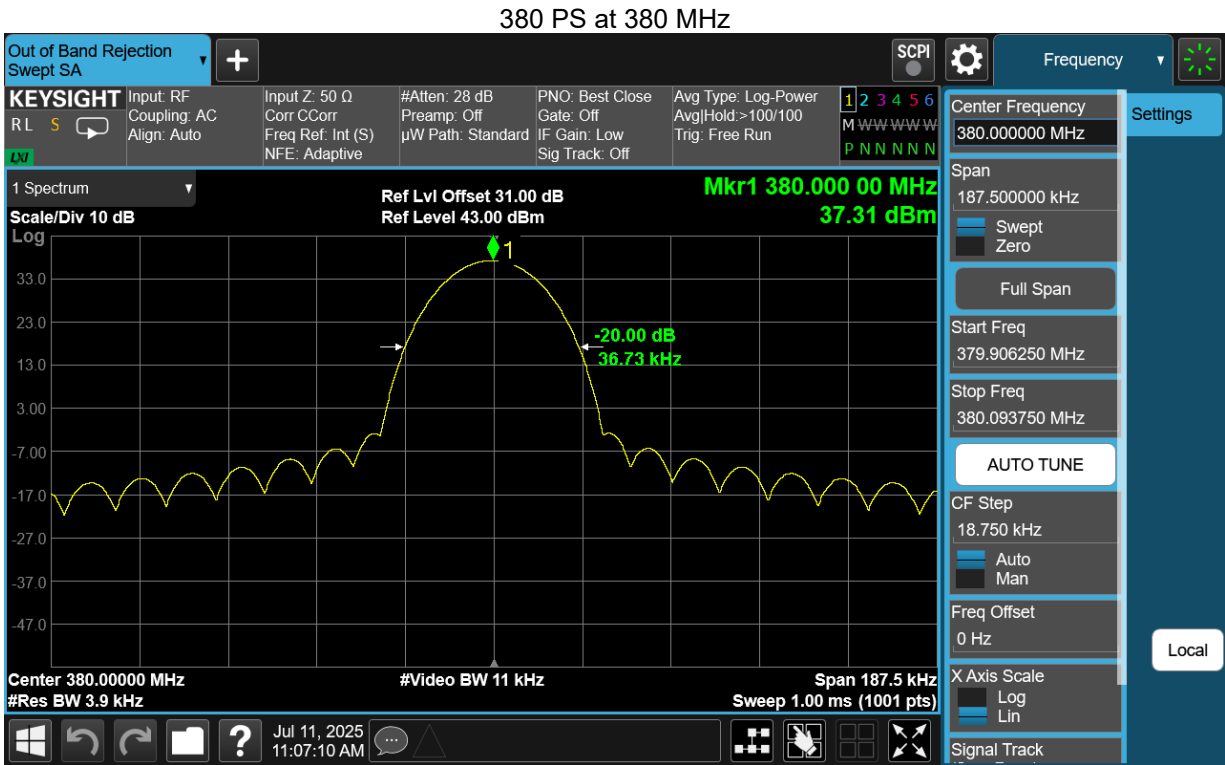 380 PS at 380 MHz
Out of Band Rejection
Swept SA
SCPI
Frequency
KEYSIGHT
R L S
LXI
Input: RF
Coupling: AC
Align: Auto
Input Z: 50 Ω
Corr CCorr
Freq Ref: Int (S)
NFE: Adaptive
#Atten: 28 dB
Preamp: Off
µW Path: Standard
PNO: Best Close
Gate: Off
IF Gain: Low
Sig Track: Off
Avg Type: Log-Power
Avg|Hold:>100/100
Trig: Free Run
1 2 3 4 5 6
M W W W W W
P N N N N N
1 Spectrum
Scale/Div 10 dB
Ref Lvl Offset 31.00 dB
Ref Level 43.00 dBm
Mkr1 380.000 00 MHz
37.31 dBm
Log
1
33.0
23.0
13.0
3.00
-7.00
-17.0
-27.0
-37.0
-47.0
-20.00 dB
36.73 kHz
Center 380.00000 MHz
#Video BW 11 kHz
Span 187.5 kHz
#Res BW 3.9 kHz
Sweep 1.00 ms (1001 pts)
Settings
Center Frequency
380.000000 MHz
Span
187.500000 kHz
Swept
Zero
Full Span
Start Freq
379.906250 MHz
Stop Freq
380.093750 MHz
AUTO TUNE
CF Step
18.750 kHz
Auto
Man
Freq Offset
0 Hz
X Axis Scale
Log
Lin
Signal Track
Local
?
Jul 11, 2025
11:07:10 AM